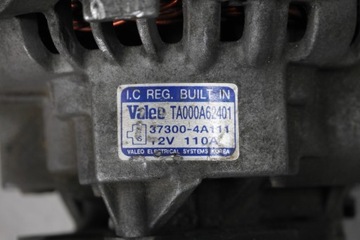 I.C REG. BUILT IN
Valeo TA000A62401
37300-4A111
12V 110A
VALEO ELECTRICAL SYSTEMS KOREA